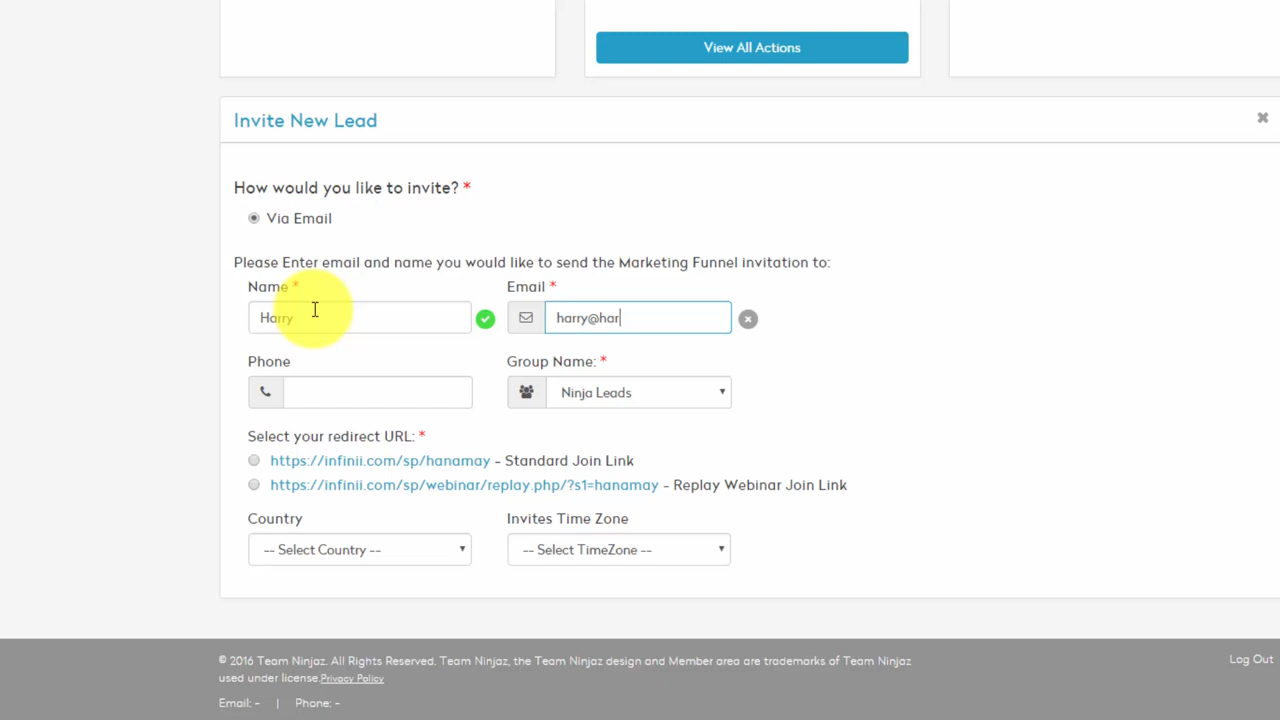 View All Actions
Invite New Lead
How would you like to invite? *
Via Email
Please Enter email and name you would like to send the Marketing Funnel invitation to:
Name * Email *
Harry harry@har
Phone Group Name: *
Ninja Leads
Select your redirect URL: *
https://infinii.com/sp/hanamay - Standard Join Link
https://infinii.com/sp/webinar/replay.php/?s1=hanamay - Replay Webinar Join Link
Country Invites Time Zone
-- Select Country -- -- Select TimeZone --
© 2016 Team Ninjaz. All Rights Reserved. Team Ninjaz, the Team Ninjaz design and Member area are trademarks of Team Ninjaz Log Out
used under license.Privacy Policy
Email: - | Phone: -